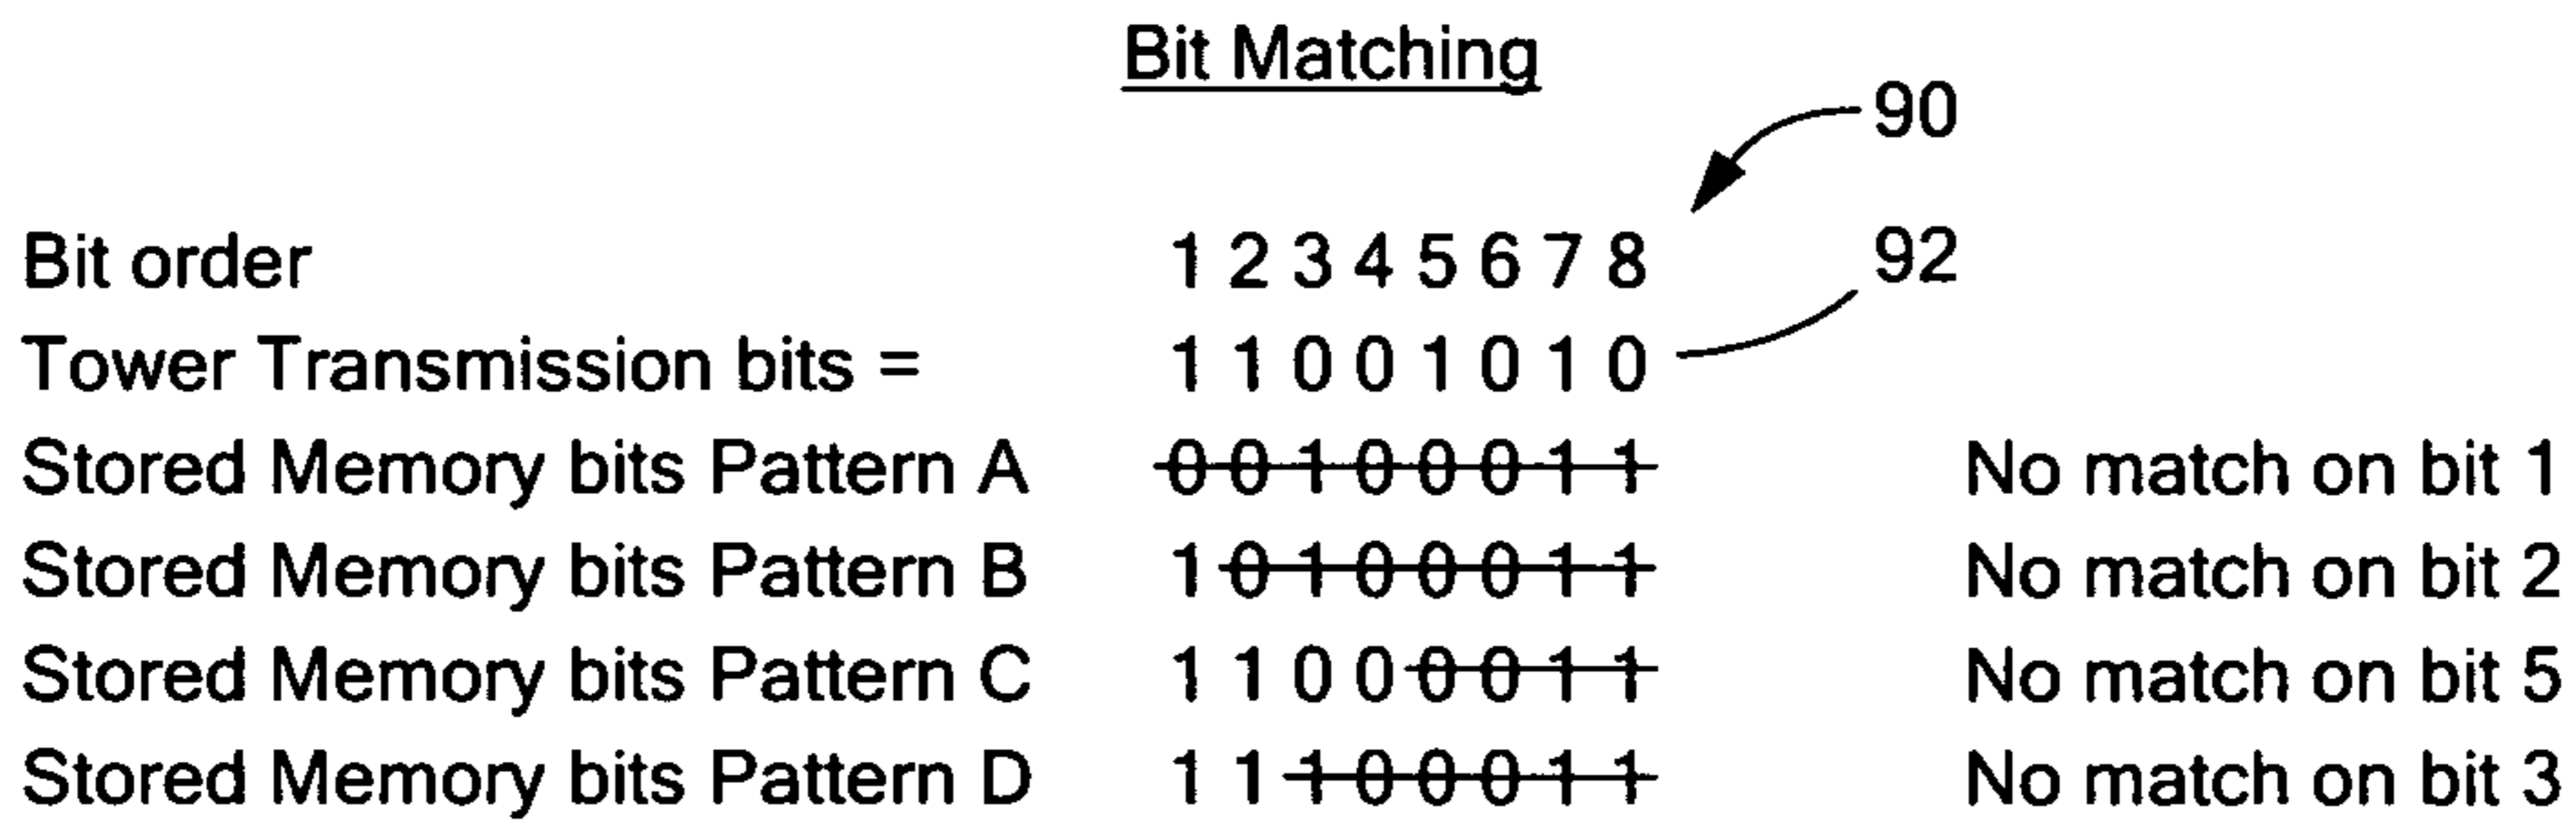 Bit Matching
90
Bit order 1 2 3 4 5 6 7 8 92
Tower Transmission bits = 1 1 0 0 1 0 1 0
Stored Memory bits Pattern A 0 0 1 0 0 0 1 1 No match on bit 1
Stored Memory bits Pattern B 1 0 1 0 0 0 1 1 No match on bit 2
Stored Memory bits Pattern C 1 1 0 0 0 0 1 1 No match on bit 5
Stored Memory bits Pattern D 1 1 1 0 0 0 1 1 No match on bit 3